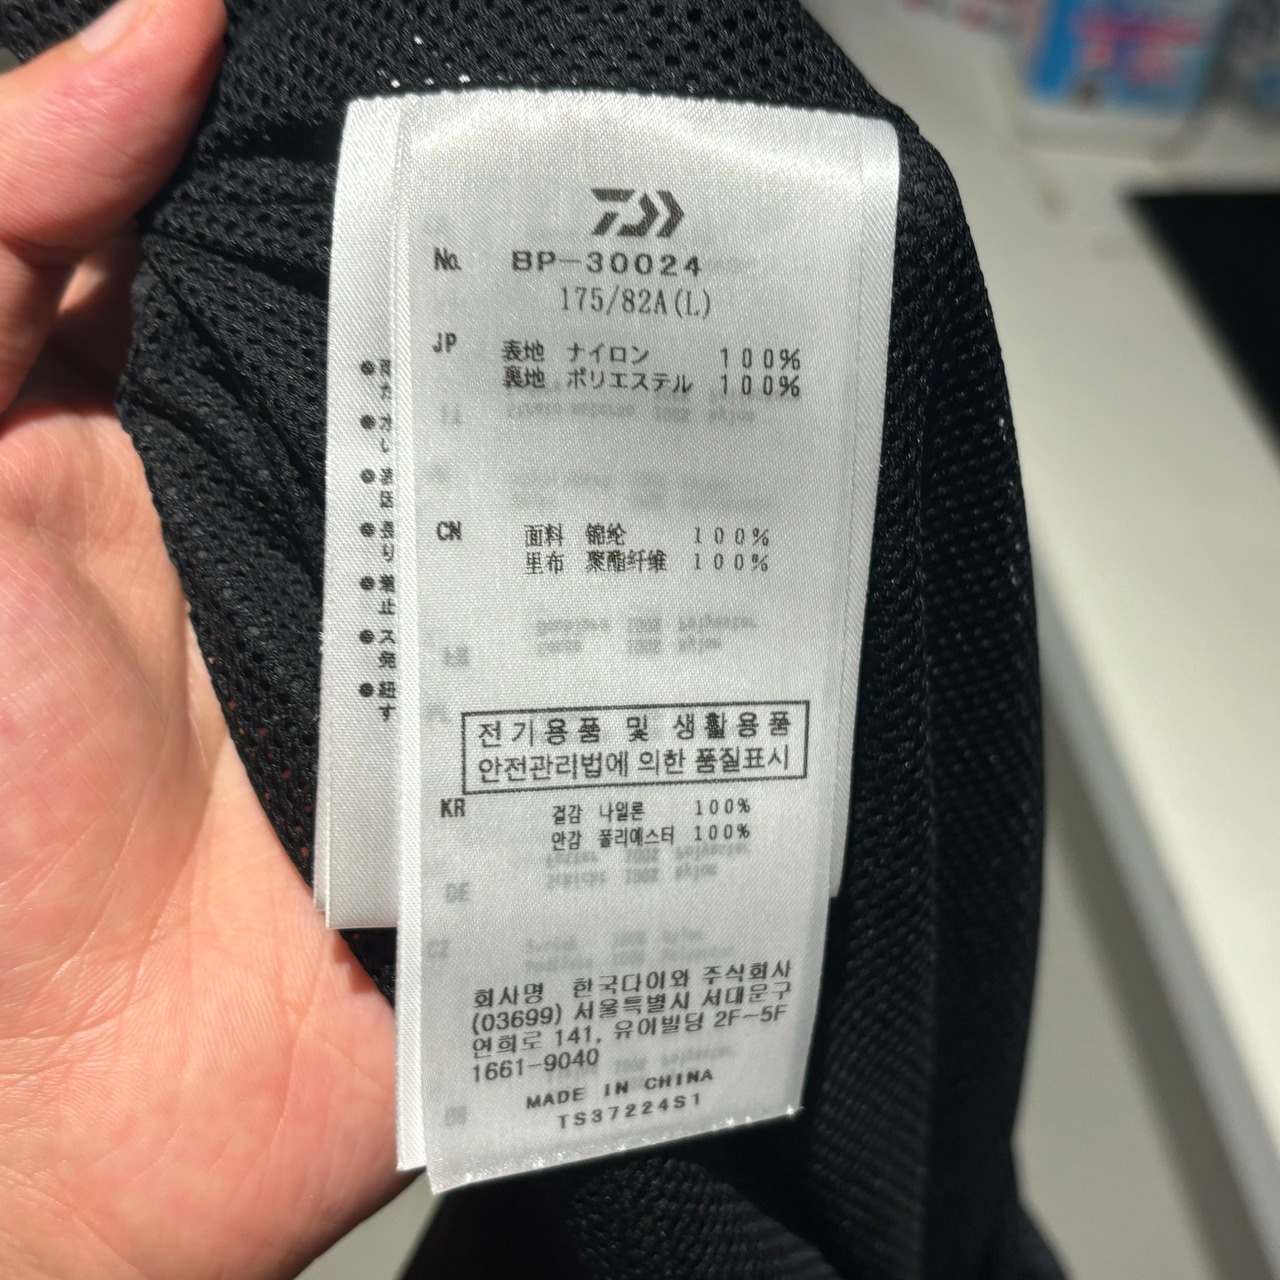 No. BP-30024
175/82A(L)
JP 表地 ナイロン 100%
裏地 ポリエステル 100%
CN 面料 锦纶 100%
里布 聚酯纤维 100%
전기용품 및 생활용품
안전관리법에 의한 품질표시
KR 겉감 나일론 100%
안감 폴리에스터 100%
회사명 한국다이와 주식회사
(03699) 서울특별시 서대문구
연희로 141, 유어빌딩 2F~5F
1661-9040
MADE IN CHINA
TS37224S1